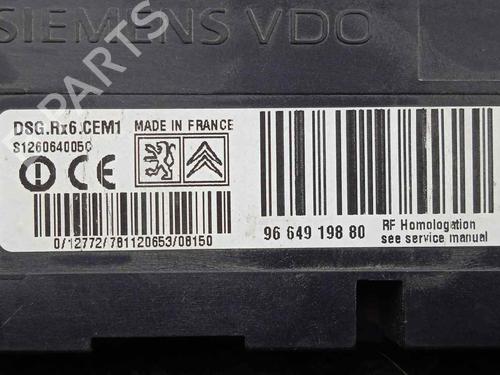 SIEMENS VDO
DSG.Rx6.CEM1
MADE IN FRANCE
S126064005C
0/12772/781120653/08150
96 649 198 80
RF Homologation
see service manual